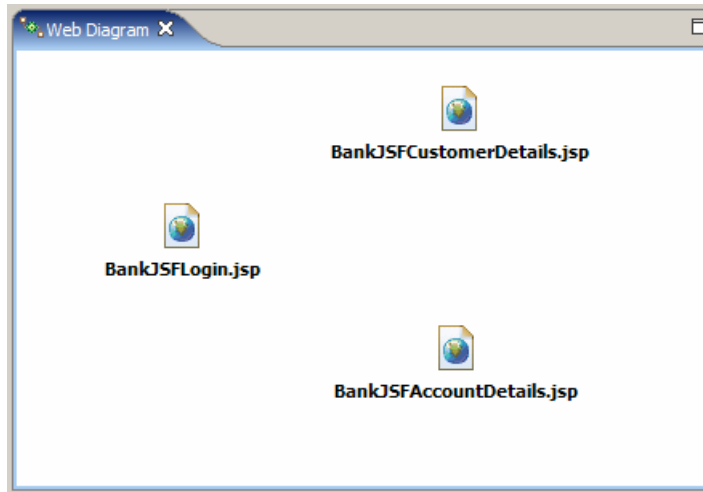 Web Diagram
BankJSFCustomerDetails.jsp
BankJSFLogin.jsp
BankJSFAccountDetails.jsp